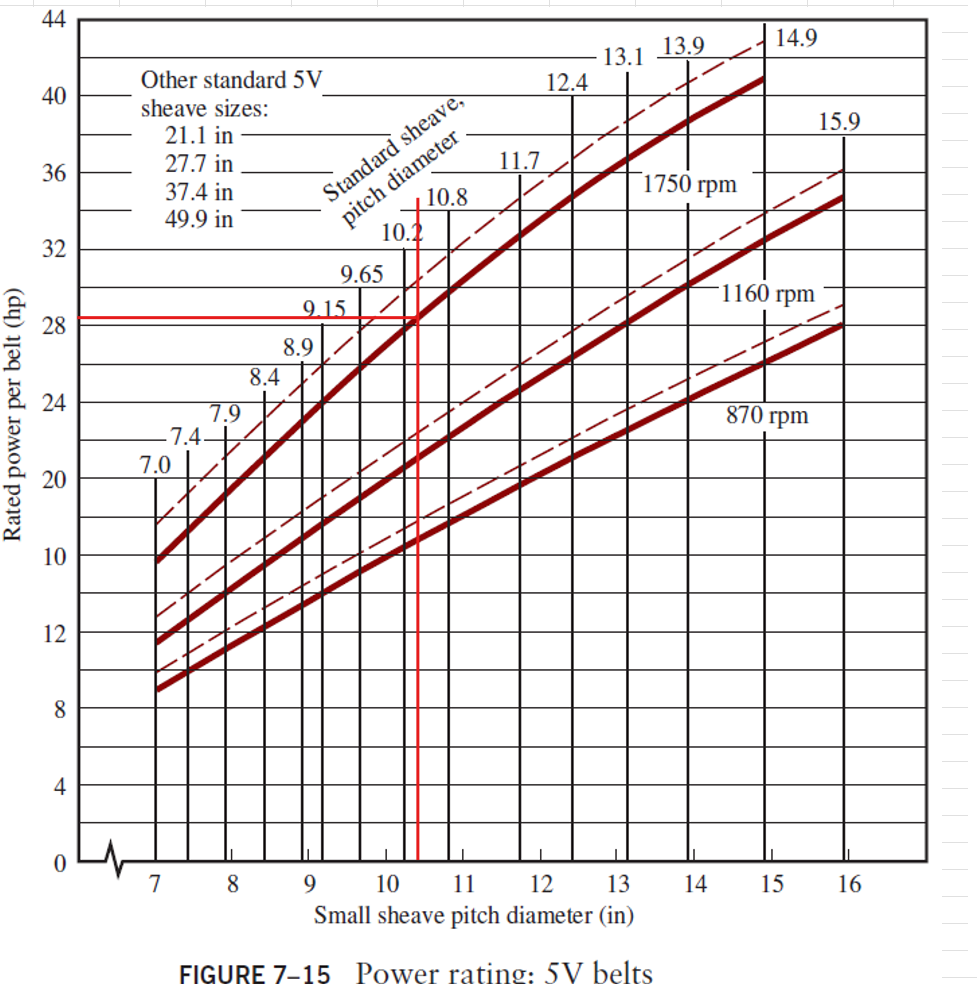 44
40
36
32
28
24
20
10
12
8
4
0
Rated power per belt (hp)
Other standard 5V
sheave sizes:
21.1 in
27.7 in
37.4 in
49.9 in
Standard sheave,
pitch diameter
7.0
7.4
7.9
8.4
8.9
9.15
9.65
10.2
10.8
11.7
12.4
13.1
13.9
14.9
15.9
1750 rpm
1160 rpm
870 rpm
7 8 9 10 11 12 13 14 15 16
Small sheave pitch diameter (in)
FIGURE 7–15 Power rating: 5V belts